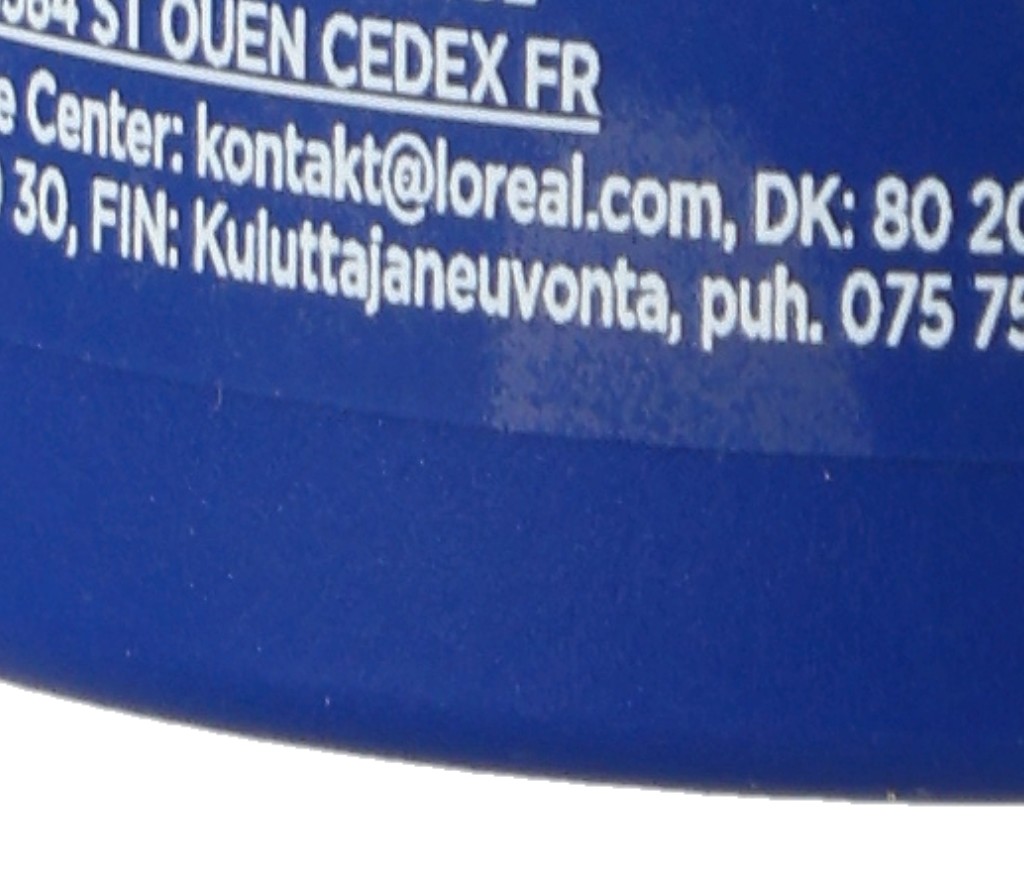 ST OUEN CEDEX FR
Center: kontakt@loreal.com, DK: 80
30, FIN: Kuluttajaneuvonta, puh. 075